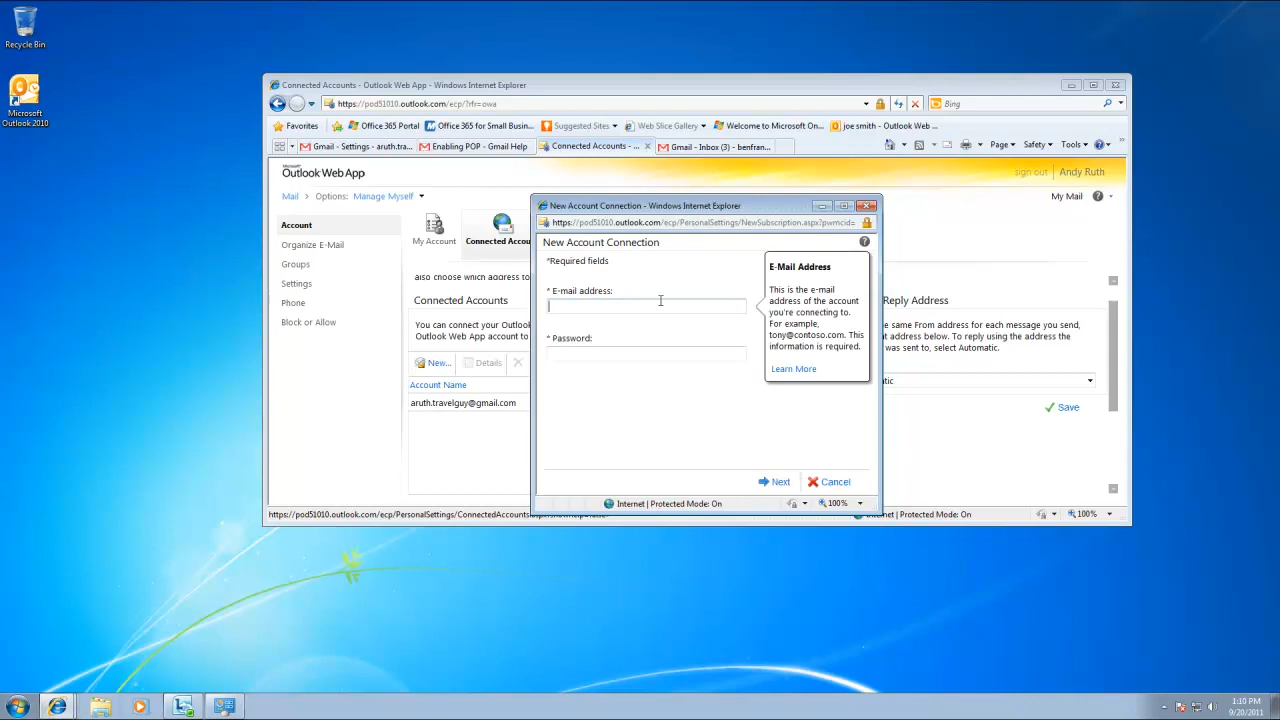 Recycle Bin
Microsoft
Outlook 2010
Connected Accounts - Outlook Web App - Windows Internet Explorer
https://pod51010.outlook.com/ecp/?rfr=owa
Bing
Favorites
Office 365 Portal
Office 365 for Small Busin...
Suggested Sites
Web Slice Gallery
Welcome to Microsoft On...
joe smith - Outlook Web ...
Gmail - Settings - aruth.tra...
Enabling POP - Gmail Help
Connected Accounts - ...
Gmail - Inbox (3) - benfran...
Page
Safety
Tools
Microsoft
Outlook Web App
sign out
Andy Ruth
Mail
Options:
Manage Myself
My Mail
Account
Organize E-Mail
Groups
Settings
Phone
Block or Allow
My Account
Connected Accou
also choose which address to
Connected Accounts
You can connect your Outlook
Outlook Web App account to
New...
Details
Account Name
aruth.travelguy@gmail.com
Reply Address
same From address for each message you send,
address below. To reply using the address the
was sent to, select Automatic.
tic
Save
https://pod51010.outlook.com/ecp/PersonalSettings/ConnectedAccounts
Protected Mode: On
100%
New Account Connection - Windows Internet Explorer
https://pod51010.outlook.com/ecp/PersonalSettings/NewSubscription.aspx?pwmcid=
New Account Connection
*Required fields
* E-mail address:
* Password:
E-Mail Address
This is the e-mail
address of the account
you're connecting to.
For example,
tony@contoso.com. This
information is required.
Learn More
Next
Cancel
Internet | Protected Mode: On
100%
1:10 PM
9/20/2011